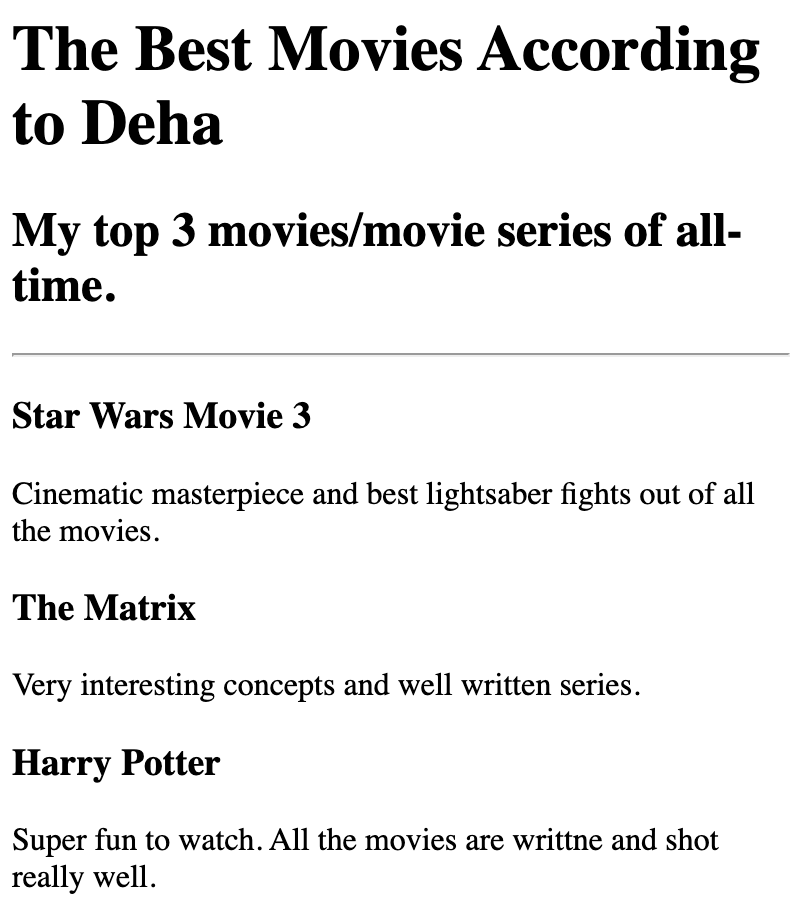 The Best Movies According
to Deha
My top 3 movies/movie series of all-
time.
Star Wars Movie 3
Cinematic masterpiece and best lightsaber fights out of all
the movies.
The Matrix
Very interesting concepts and well written series.
Harry Potter
Super fun to watch. All the movies are writtne and shot
really well.